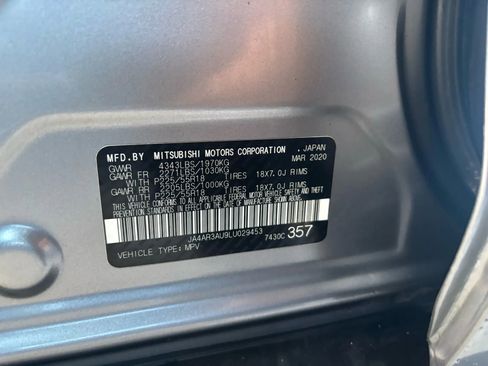 MFD.BY MITSUBISHI MOTORS CORPORATION . JAPAN
GVWR 4343LBS/1970KG MAR 2020
GAWR FR 2271LBS/1030KG
WITH P225/55R18 TIRES 18X7.0J RIMS
GAWR RR 2205LBS/1000KG
WITH P225/55R18 TIRES 18X7.0J RIMS
THIS VEHICLE CONFORMS TO ALL APPLICABLE
FEDERAL MOTOR VEHICLE SAFETY AND THEFT
PREVENTION STANDARDS IN EFFECT ON THE DATE
OF MANUFACTURE SHOWN ABOVE.
JA4AR3AU9LU029453 7430C 357
VEHICLE TYPE: MPV